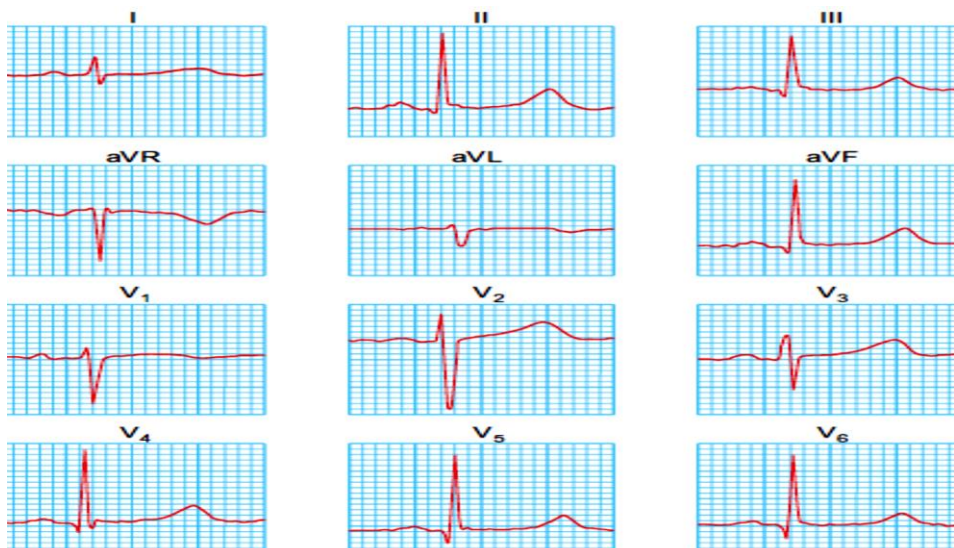 I II III
aVR aVL aVF
V₁ V₂ V₃
V₄ V₅ V₆